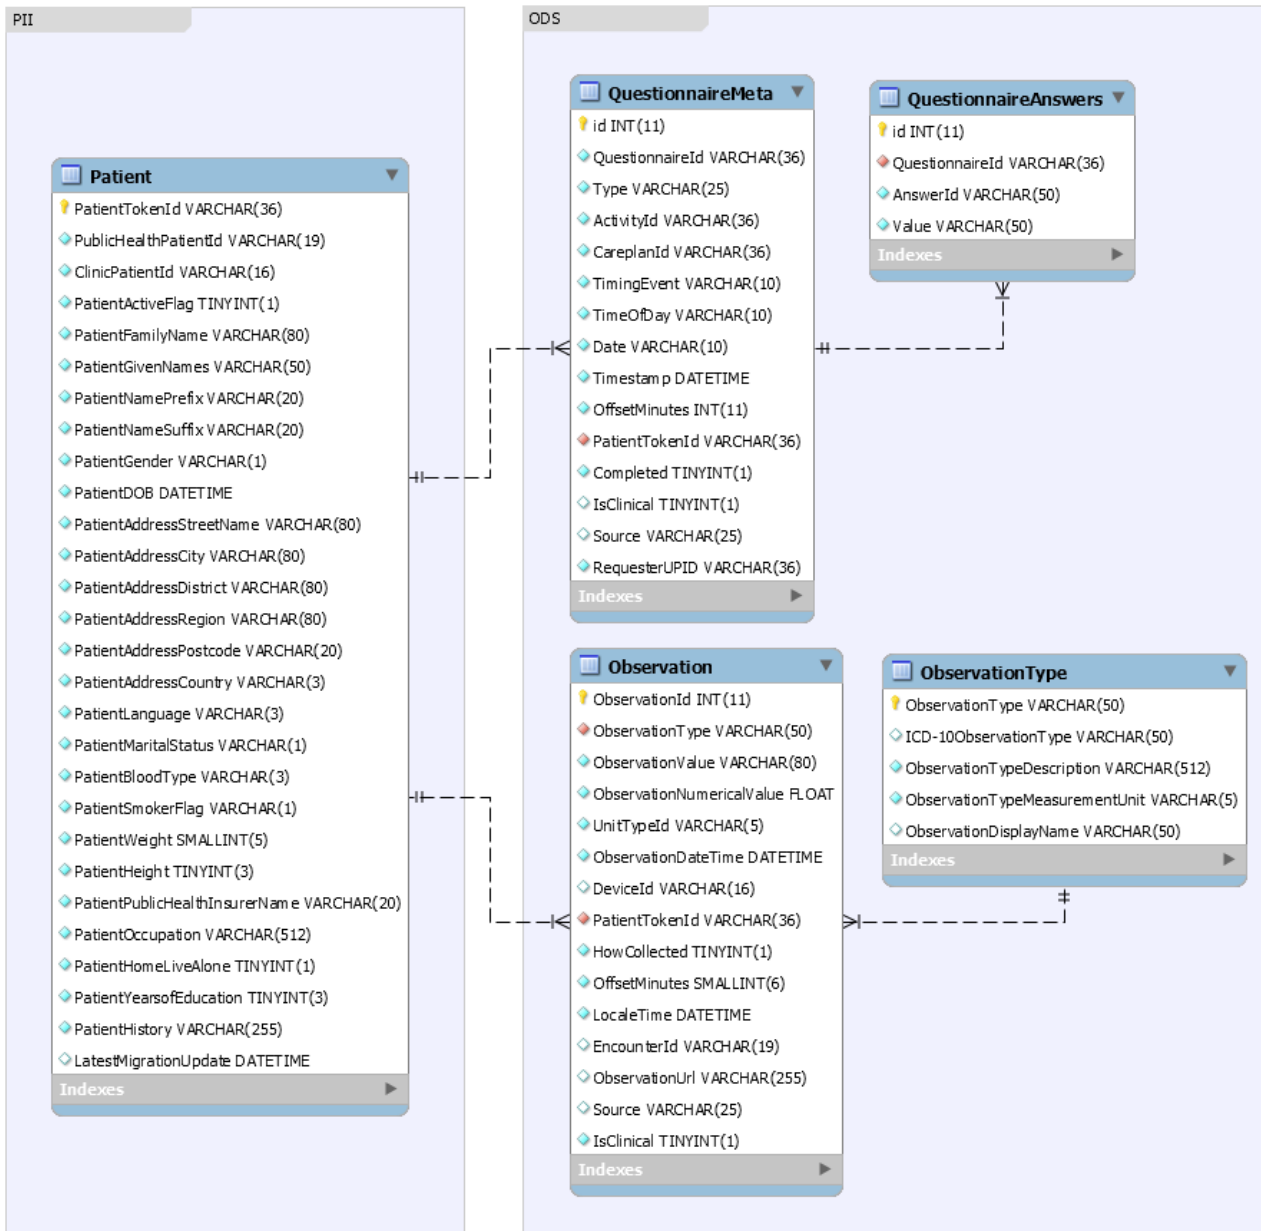 PII
Patient
PatientTokenId VARCHAR(36)
PublicHealthPatientId VARCHAR(19)
ClinicPatientId VARCHAR(16)
PatientActiveFlag TINYINT(1)
PatientFamilyName VARCHAR(80)
PatientGivenNames VARCHAR(50)
PatientNamePrefix VARCHAR(20)
PatientNameSuffix VARCHAR(20)
PatientGender VARCHAR(1)
PatientDOB DATETIME
PatientAddressStreetName VARCHAR(80)
PatientAddressCity VARCHAR(80)
PatientAddressDistrict VARCHAR(80)
PatientAddressRegion VARCHAR(80)
PatientAddressPostcode VARCHAR(20)
PatientAddressCountry VARCHAR(3)
PatientLanguage VARCHAR(3)
PatientMaritalStatus VARCHAR(1)
PatientBloodType VARCHAR(3)
PatientSmokerFlag VARCHAR(1)
PatientWeight SMALLINT(5)
PatientHeight TINYINT(3)
PatientPublicHealthInsurerName VARCHAR(20)
PatientOccupation VARCHAR(512)
PatientHomeLiveAlone TINYINT(1)
PatientYearsofEducation TINYINT(3)
PatientHistory VARCHAR(255)
LatestMigrationUpdate DATETIME
Indexes
ODS
QuestionnaireMeta
id INT(11)
QuestionnaireId VARCHAR(36)
Type VARCHAR(25)
ActivityId VARCHAR(36)
CareplanId VARCHAR(36)
TimingEvent VARCHAR(10)
TimeOfDay VARCHAR(10)
Date VARCHAR(10)
Timestamp DATETIME
OffsetMinutes INT(11)
PatientTokenId VARCHAR(36)
Completed TINYINT(1)
IsClinical TINYINT(1)
Source VARCHAR(25)
RequesterUPID VARCHAR(36)
Indexes
QuestionnaireAnswers
id INT(11)
QuestionnaireId VARCHAR(36)
AnswerId VARCHAR(50)
Value VARCHAR(50)
Indexes
Observation
ObservationId INT(11)
ObservationType VARCHAR(50)
ObservationValue VARCHAR(80)
ObservationNumericalValue FLOAT
UnitTypeId VARCHAR(5)
ObservationDateTime DATETIME
DeviceId VARCHAR(16)
PatientTokenId VARCHAR(36)
HowCollected TINYINT(1)
OffsetMinutes SMALLINT(6)
LocaleTime DATETIME
EncounterId VARCHAR(19)
ObservationUrl VARCHAR(255)
Source VARCHAR(25)
IsClinical TINYINT(1)
Indexes
ObservationType
ObservationType VARCHAR(50)
ICD-10ObservationType VARCHAR(50)
ObservationTypeDescription VARCHAR(512)
ObservationTypeMeasurementUnit VARCHAR(5)
ObservationDisplayName VARCHAR(50)
Indexes